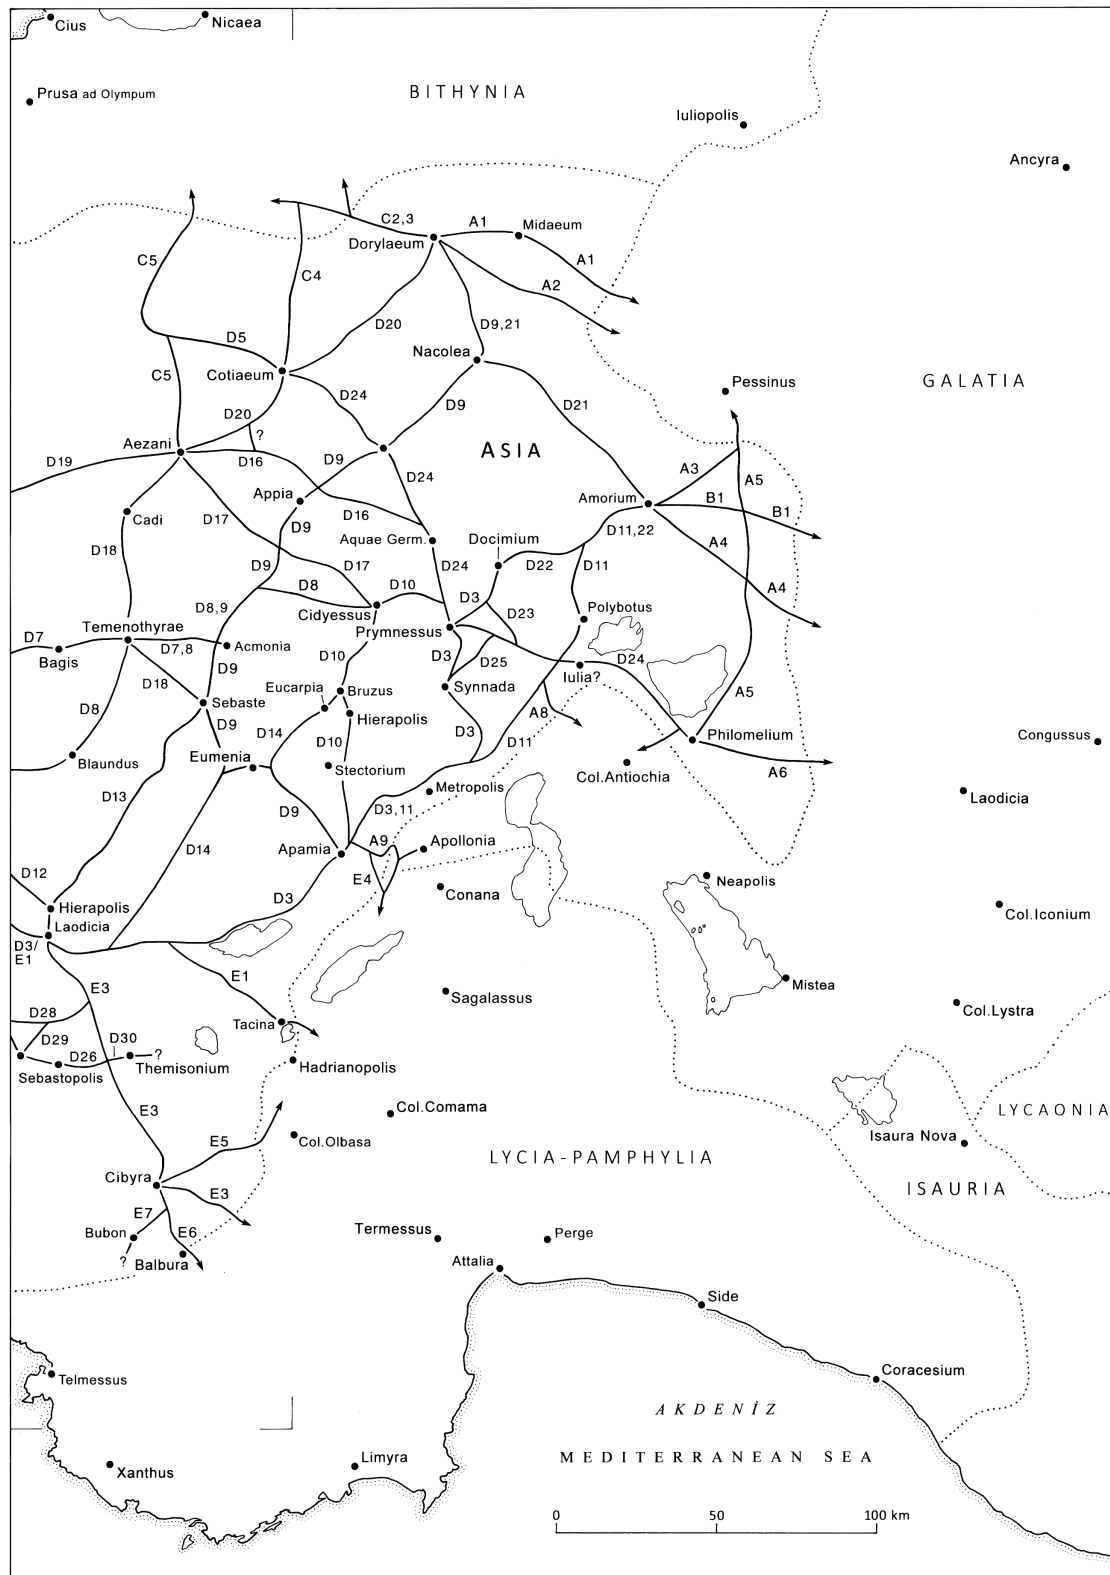 Cius
Nicaea
Prusa ad Olympum
BITHYNIA
Iuliopolis
Ancyra
C2,3
A1
Midaeum
Dorylaeum
C5
C4
A2
A1
D20
D9,21
D5
Nacolea
C5
Cotiaeum
Pessinus
GALATIA
D24
D9
D21
D20
?
Aezani
D16
ASIA
D19
D9
D24
A3
A5
Appia
Amorium
B1
B1
Cadi
D17
D9
D16
D11,22
Aquae Germ.
Docimium
A4
D18
D9
D17
D24
D22
D11
D8
D10
D3
A4
D8,9
Cidyessus
D23
Polybotus
Temenothyrae
Prymnessus
D7
D7,8
Acmonia
Bagis
D9
D10
D3
D25
D24
Iulia?
D18
Eucarpia
Bruzus
Synnada
A5
D8
Sebaste
A8
D9
D14
Hierapolis
D3
D11
Philomelium
Congussus
Eumenia
D10
Blaundus
Stectorium
Col.Antiochia
A6
D13
Metropolis
Laodicia
D9
D3,11
D14
A9
Apollonia
Apamia
D12
E4
Neapolis
D3
Conana
Hierapolis
Col.Iconium
Laodicia
D3/
E1
E3
E1
Sagalassus
Mistea
D28
Col.Lystra
D29
D30
Tacina
D26
?
Sebastopolis
Themisonium
Hadrianopolis
E3
Col.Comama
LYCAONIA
E5
Col.Olbasa
Isaura Nova
LYCIA-PAMPHYLIA
Cibyra
E3
ISAURIA
E7
Bubon
E6
Termessus
Perge
?
Balbura
Attalia
Side
Telmessus
Coracesium
AKDENİZ
MEDITERRANEAN SEA
Xanthus
Limyra
0
50
100 km